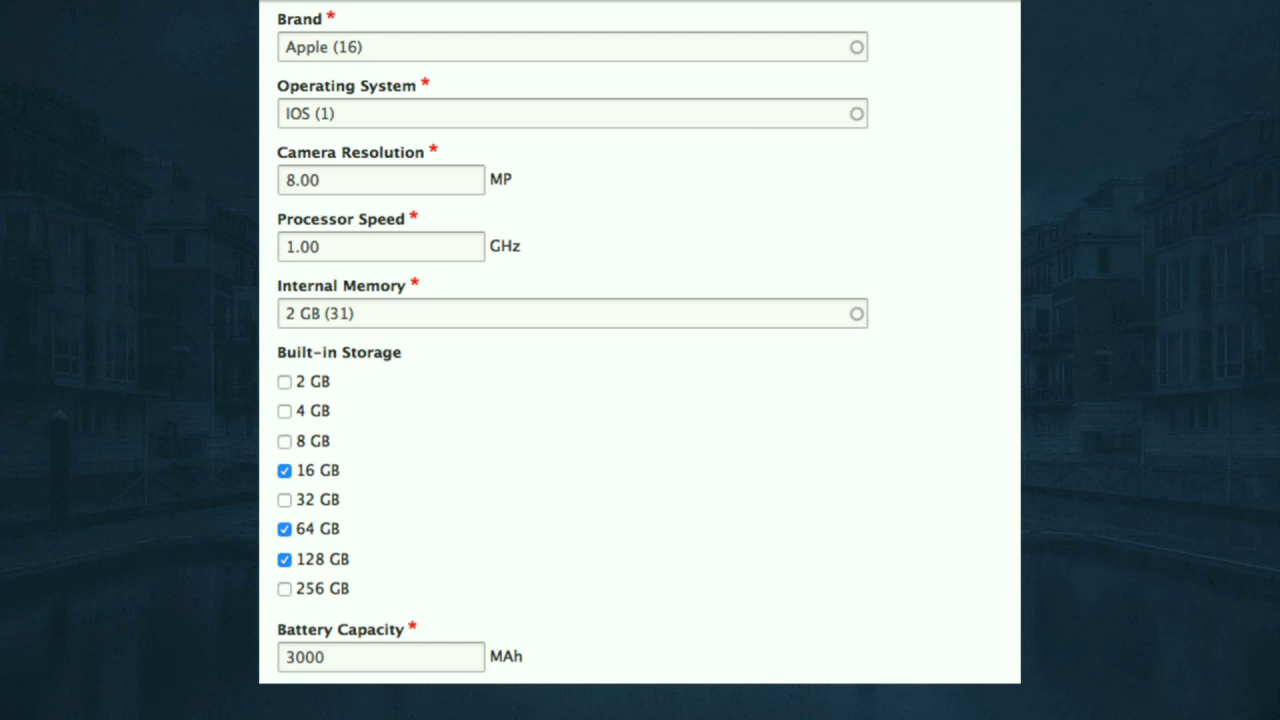 Brand *
Apple (16)
Operating System *
IOS (1)
Camera Resolution *
8.00 MP
Processor Speed *
1.00 GHz
Internal Memory *
2 GB (31)
Built-in Storage
2 GB
4 GB
8 GB
16 GB
32 GB
64 GB
128 GB
256 GB
Battery Capacity *
3000 MAh